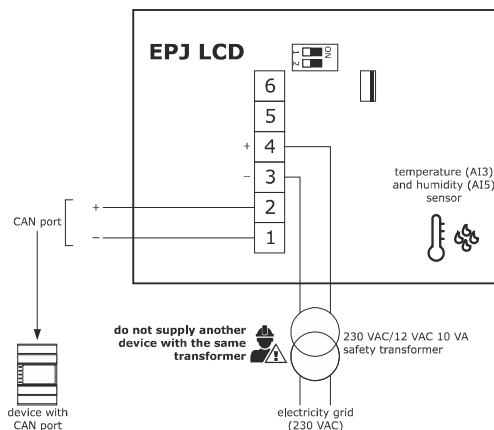 EPJ LCD
1
2
ON
6
5
+ 4
− 3
+ 2
− 1
CAN port
temperature (AI3)
and humidity (AI5)
sensor
do not supply another
device with the same
transformer
!
230 VAC/12 VAC 10 VA
safety transformer
device with
CAN port
electricity grid
(230 VAC)